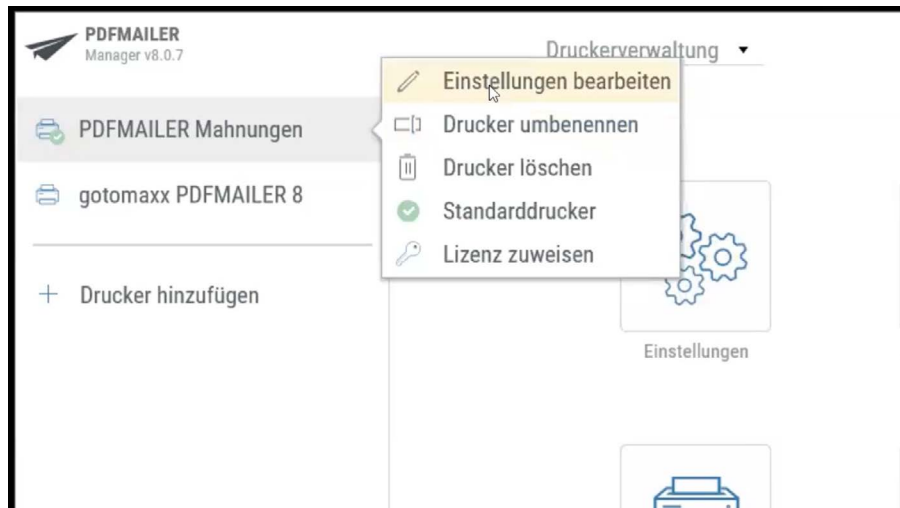 PDFMAILER
Manager v8.0.7
Druckerverwaltung
Einstellungen bearbeiten
PDFMAILER Mahnungen
Drucker umbenennen
Drucker löschen
gotomaxx PDFMAILER 8
Standarddrucker
Lizenz zuweisen
Drucker hinzufügen
Einstellungen